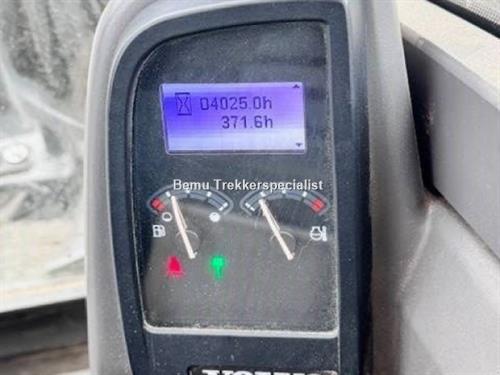 04025.0h
371.6h
Bemu Trekkerspecialist